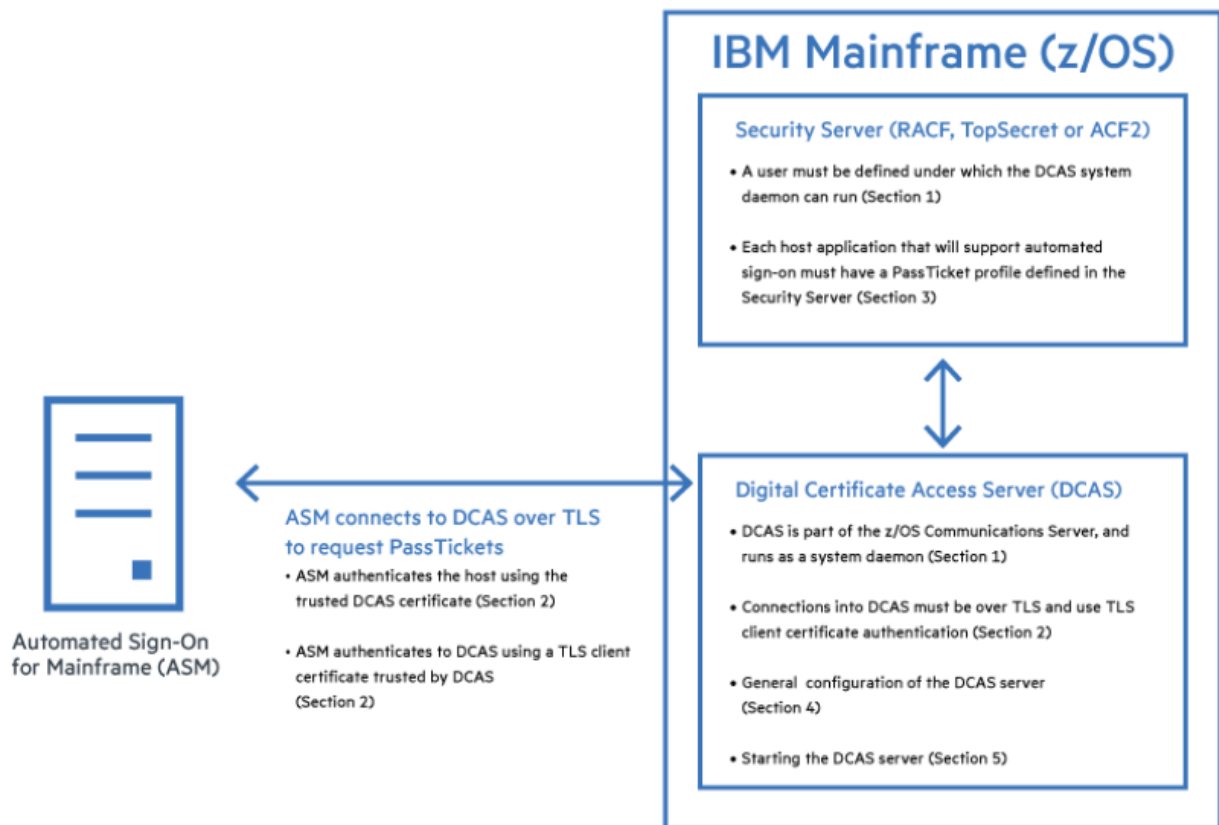 IBM Mainframe (z/OS)
Security Server (RACF, TopSecret or ACF2)
• A user must be defined under which the DCAS system
daemon can run (Section 1)
• Each host application that will support automated
sign-on must have a PassTicket profile defined in the
Security Server (Section 3)
Automated Sign-On
for Mainframe (ASM)
ASM connects to DCAS over TLS
to request PassTickets
• ASM authenticates the host using the
trusted DCAS certificate (Section 2)
• ASM authenticates to DCAS using a TLS client
certificate trusted by DCAS
(Section 2)
Digital Certificate Access Server (DCAS)
• DCAS is part of the z/OS Communications Server, and
runs as a system daemon (Section 1)
• Connections into DCAS must be over TLS and use TLS
client certificate authentication (Section 2)
• General configuration of the DCAS server
(Section 4)
• Starting the DCAS server (Section 5)